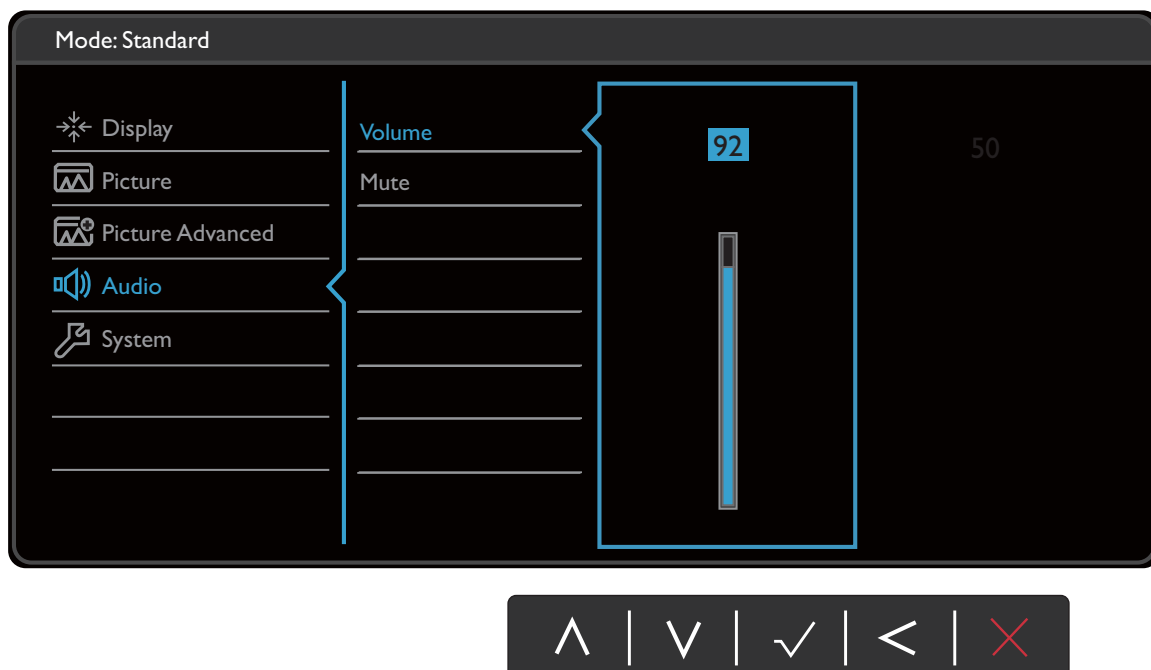 Mode: Standard
Display
Picture
Picture Advanced
Audio
System
Volume
Mute
92
50